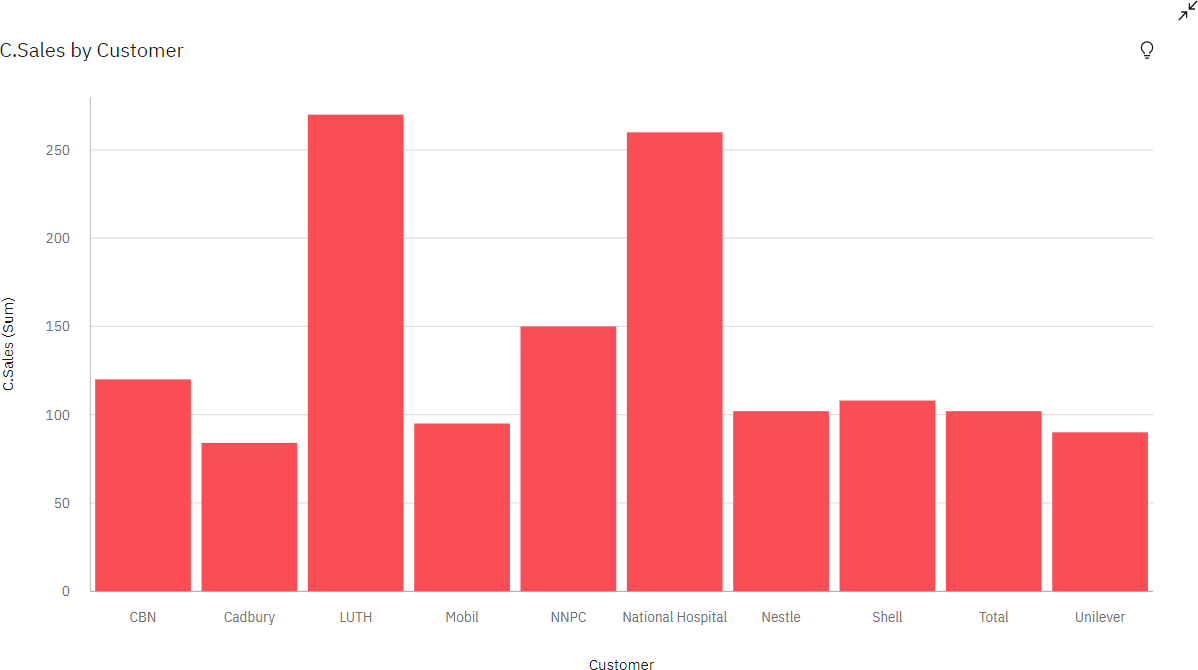 C.Sales by Customer
C.Sales (Sum)
250
200
150
100
50
0
CBN Cadbury LUTH Mobil NNPC National Hospital Nestle Shell Total Unilever
Customer